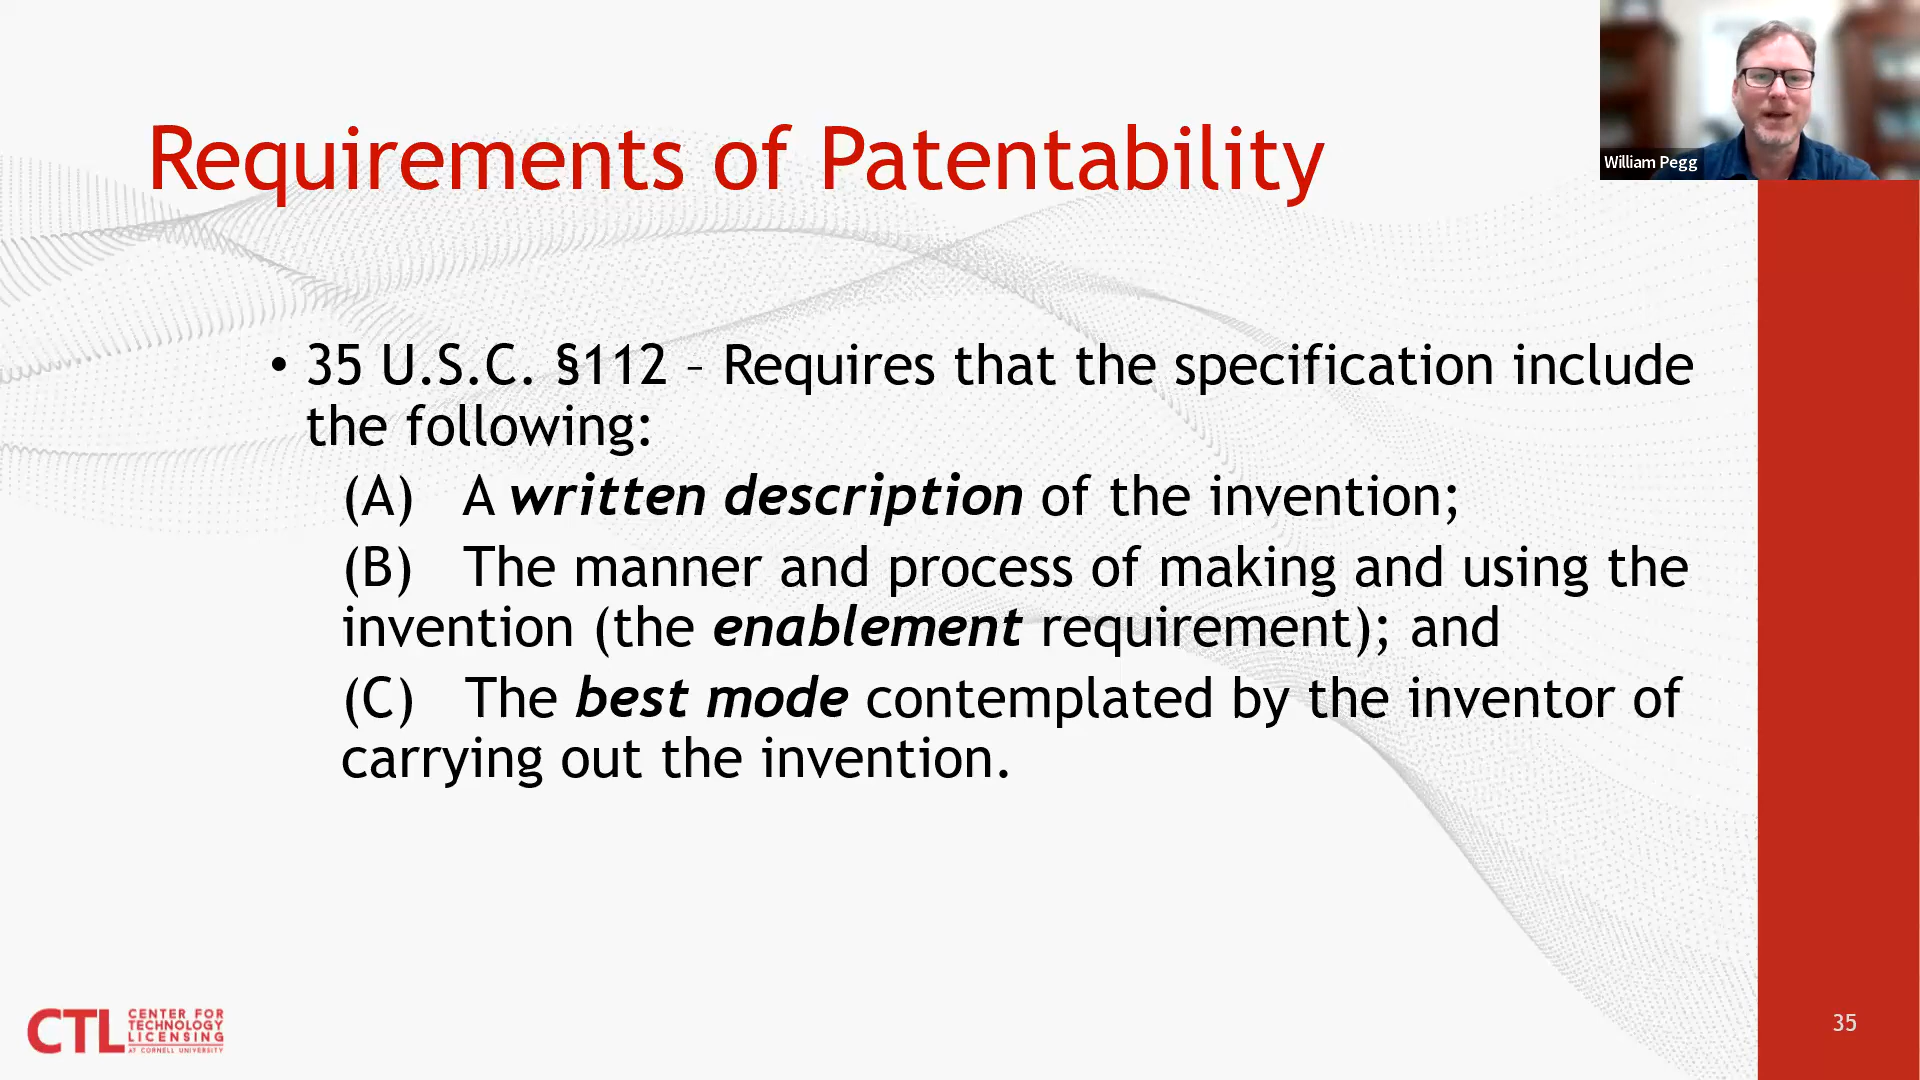 William Pegg
Requirements of Patentability
• 35 U.S.C. §112 – Requires that the specification include
the following:
(A) A written description of the invention;
(B) The manner and process of making and using the
invention (the enablement requirement); and
(C) The best mode contemplated by the inventor of
carrying out the invention.
CTL CENTER FOR
TECHNOLOGY
LICENSING
AT CORNELL UNIVERSITY
35